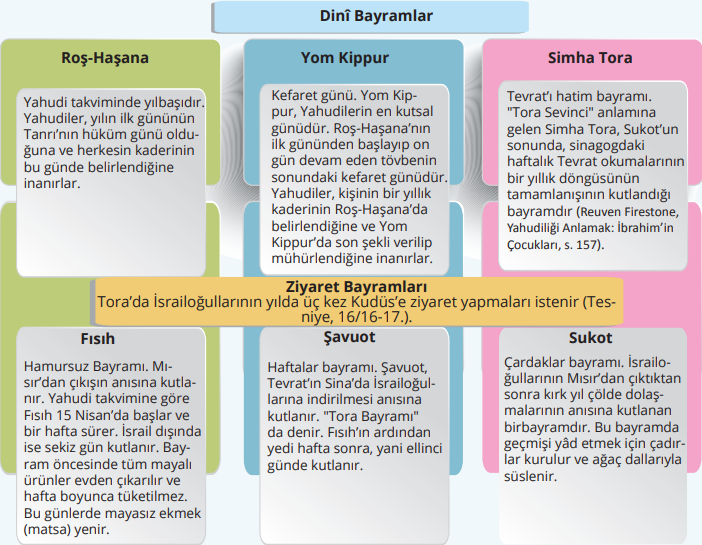 Dinî Bayramlar
Roş-Haşana
Yahudi takviminde yılbaşıdır.
Yahudiler, yılın ilk gününün
Tanrı’nın hüküm günü oldu-
ğuna ve herkesin kaderinin
bu günde belirlendiğine
inanırlar.
Yom Kippur
Kefaret günü. Yom Kip-
pur, Yahudilerin en kutsal
günüdür. Roş-Haşana’nın
ilk gününden başlayıp on
gün devam eden tövbenin
sonundaki kefaret günüdür.
Yahudiler, kişinin bir yıllık
kaderinin Roş-Haşana’da
belirlendiğine ve Yom
Kippur’da son şekli verilip
mühürlendiğine inanırlar.
Simha Tora
Tevrat’ı hatim bayramı.
"Tora Sevinci" anlamına
gelen Simha Tora, Sukot’un
sonunda, sinagogdaki
haftalık Tevrat okumalarının
bir yıllık döngüsünün
tamamlanışının kutlandığı
bayramdır (Reuven Firestone,
Yahudiliği Anlamak: İbrahim’in
Çocukları, s. 157).
Ziyaret Bayramları
Tora’da İsrailoğullarının yılda üç kez Kudüs’e ziyaret yapmaları istenir (Tes-
niye, 16/16-17.).
Fısıh
Hamursuz Bayramı. Mı-
sır’dan çıkışın anısına kutla-
nır. Yahudi takvimine göre
Fısıh 15 Nisan’da başlar ve
bir hafta sürer. İsrail dışında
ise sekiz gün kutlanır. Bay-
ram öncesinde tüm mayalı
ürünler evden çıkarılır ve
hafta boyunca tüketilmez.
Bu günlerde mayasız ekmek
(matsa) yenir.
Şavuot
Haftalar bayramı. Şavuot,
Tevrat’ın Sina’da İsrailoğul-
larına indirilmesi anısına
kutlanır. "Tora Bayramı"
da denir. Fısıh’ın ardından
yedi hafta sonra, yani ellinci
günde kutlanır.
Sukot
Çardaklar bayramı. İsrailo-
ğullarının Mısır’dan çıktıktan
sonra kırk yıl çölde dolaş-
malarının anısına kutlanan
birbayramdır. Bu bayramda
geçmişi yâd etmek için çadır-
lar kurulur ve ağaç dallarıyla
süslenir.